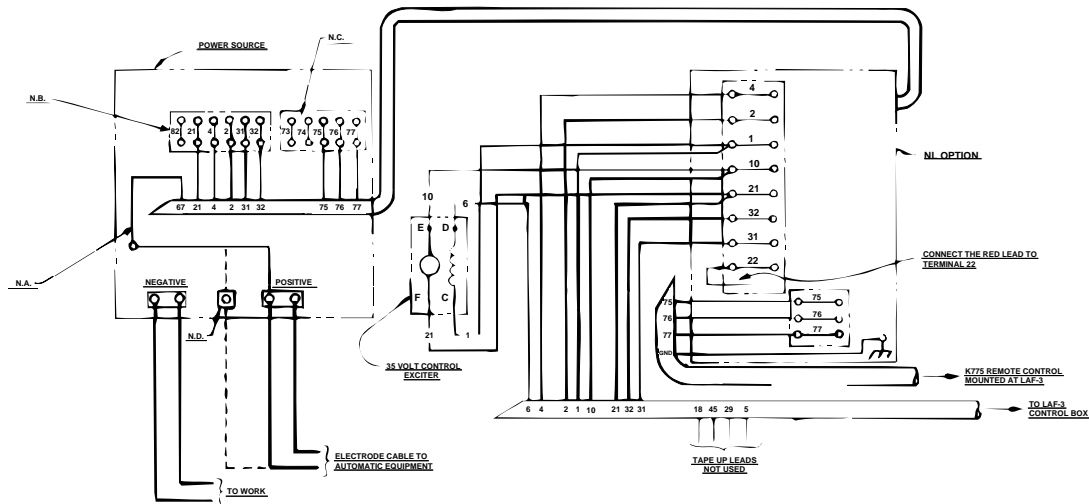 POWER SOURCE
N.C.
N.B.
82 21 4 2 31 32
73 74 75 76 77
67 21 4 2 31 32 75 76 77
N.A.
NEGATIVE
POSITIVE
N.D.
10
6
E D
F C
21
1
35 VOLT CONTROL
EXCITER
4
2
1
10
21
32
31
22
NL OPTION
CONNECT THE RED LEAD TO
TERMINAL 22
75
76
77
75
76
77
GND
K775 REMOTE CONTROL
MOUNTED AT LAF-3
6 4 2 1 10 21 32 31 18 45 29 5
TO LAF-3
CONTROL BOX
TAPE UP LEADS
NOT USED
ELECTRODE CABLE TO
AUTOMATIC EQUIPMENT
TO WORK